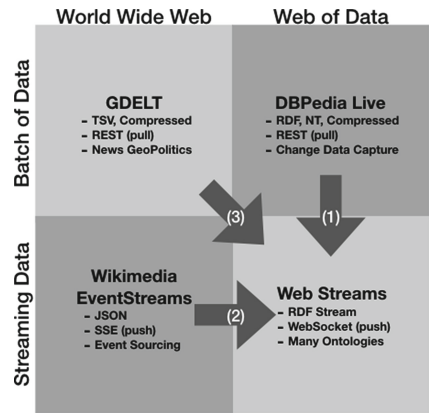 World Wide Web
Web of Data
Batch of Data
GDELT
– TSV, Compressed
– REST (pull)
– News GeoPolitics
DBPedia Live
– RDF, NT, Compressed
– REST (pull)
– Change Data Capture
(3)
(1)
Streaming Data
Wikimedia
EventStreams
– JSON
– SSE (push)
– Event Sourcing
(2)
Web Streams
– RDF Stream
– WebSocket (push)
– Many Ontologies